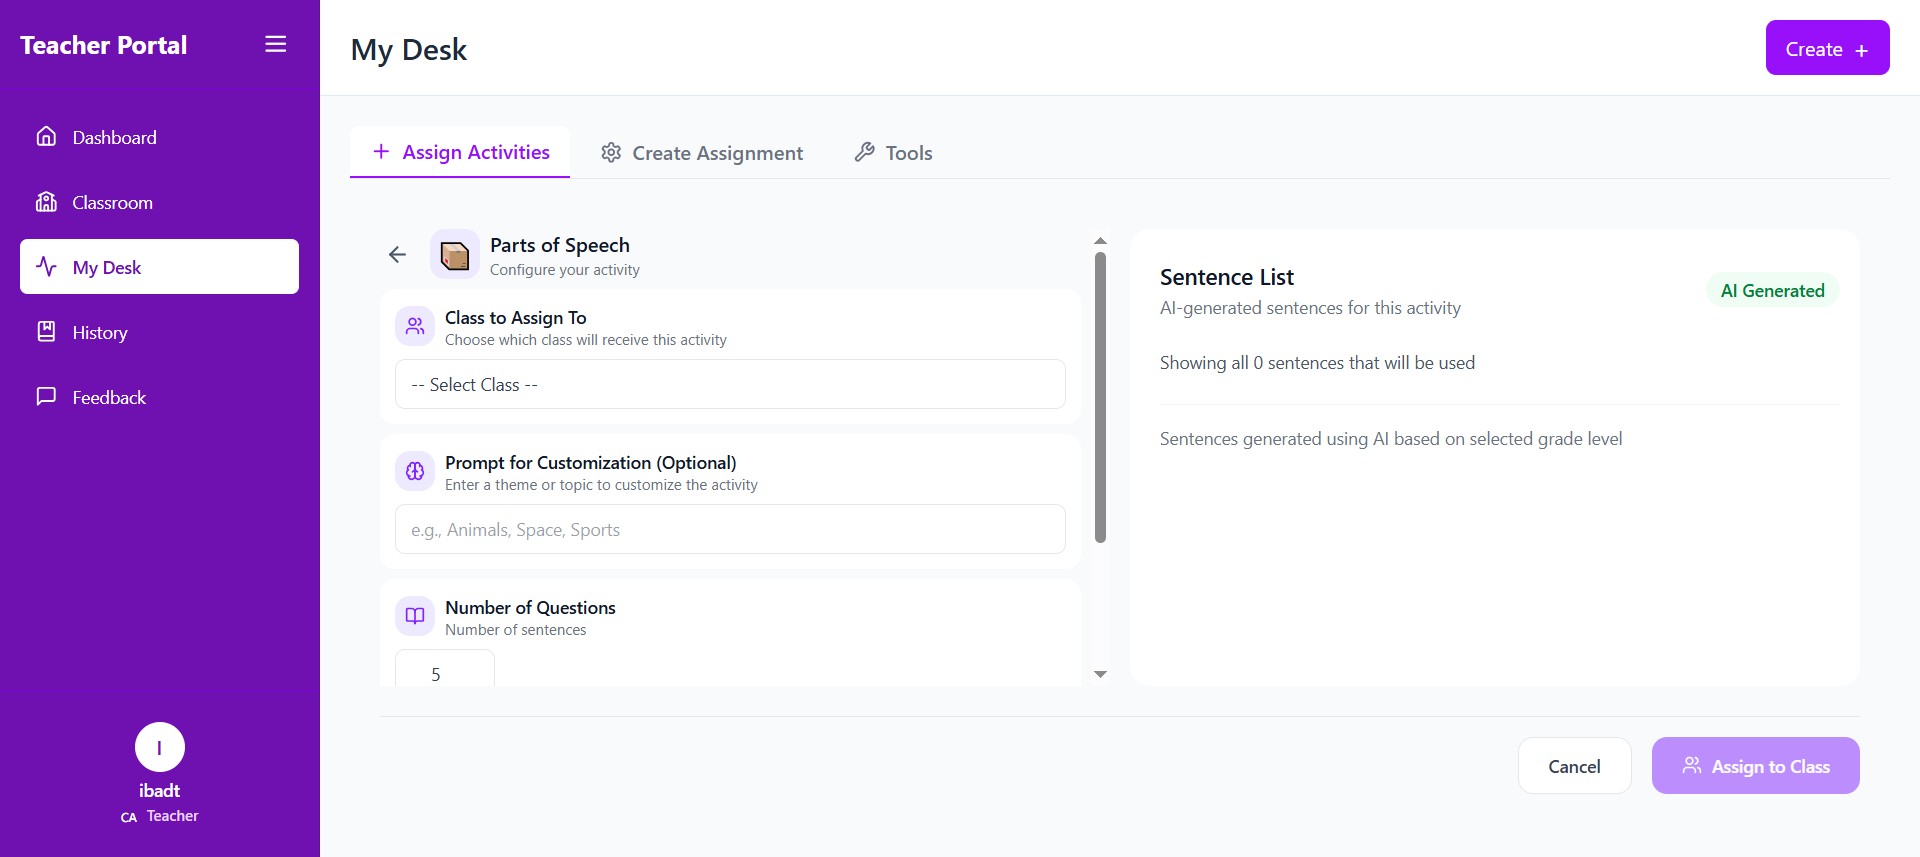 Teacher Portal
Dashboard
Classroom
My Desk
History
Feedback
I
ibadt
CA Teacher
My Desk
Create +
Assign Activities
Create Assignment
Tools
Parts of Speech
Configure your activity
Class to Assign To
Choose which class will receive this activity
-- Select Class --
Prompt for Customization (Optional)
Enter a theme or topic to customize the activity
e.g., Animals, Space, Sports
Number of Questions
Number of sentences
5
Sentence List
AI-generated sentences for this activity
AI Generated
Showing all 0 sentences that will be used
Sentences generated using AI based on selected grade level
Cancel
Assign to Class